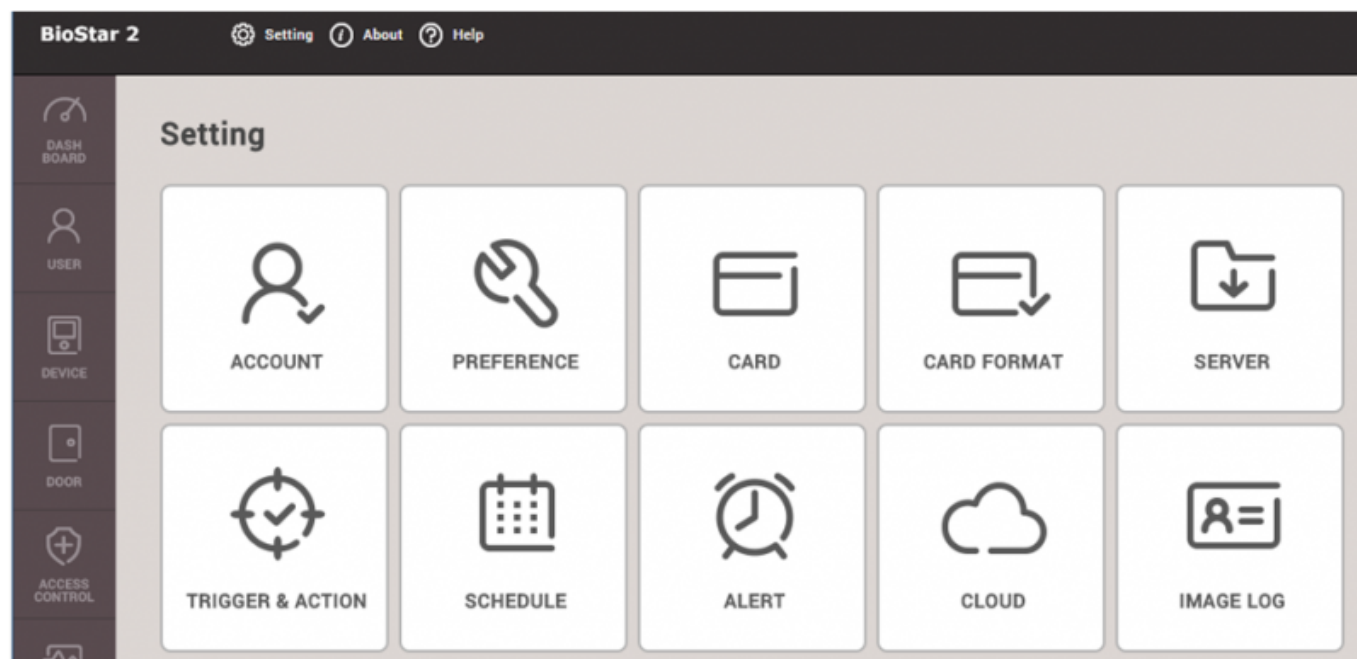 BioStar 2
Setting
About
Help
DASH
BOARD
USER
DEVICE
DOOR
ACCESS
CONTROL
Setting
ACCOUNT
PREFERENCE
CARD
CARD FORMAT
SERVER
TRIGGER & ACTION
SCHEDULE
ALERT
CLOUD
IMAGE LOG